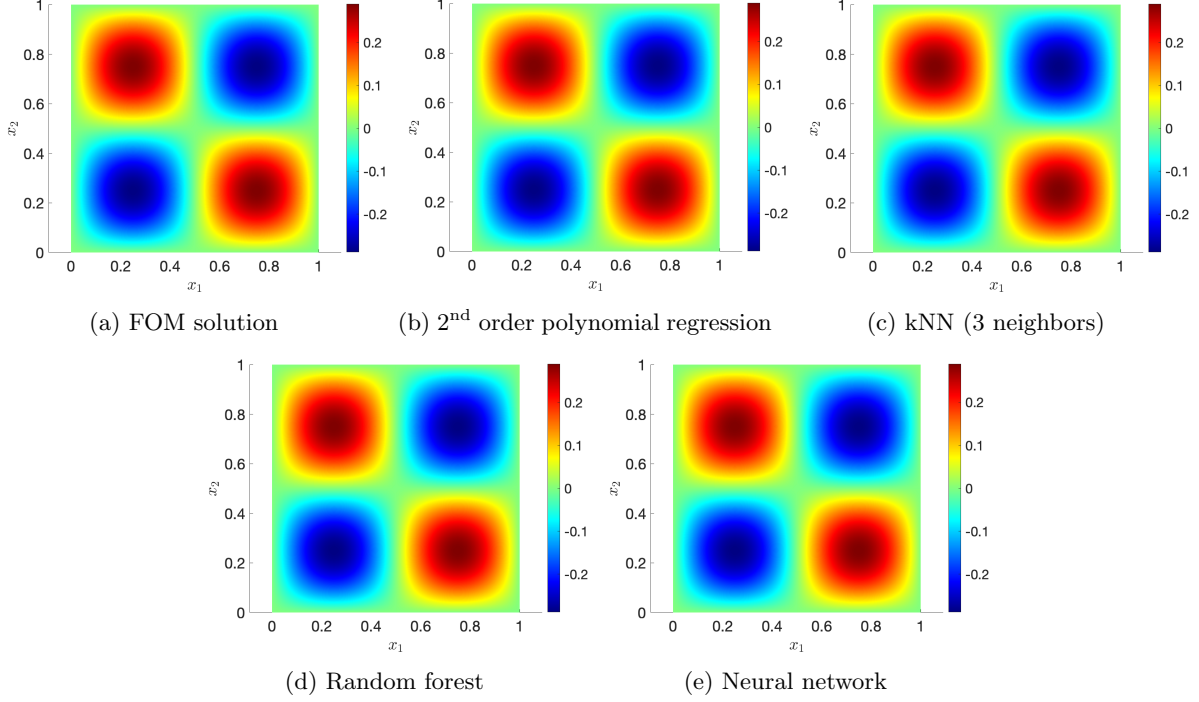 1
0.8
0.6
0.4
0.2
0
0 0.2 0.4 0.6 0.8 1
x₂
x₁
0.2
0.1
0
-0.1
-0.2
(a) FOM solution
1
0.8
0.6
0.4
0.2
0
0 0.2 0.4 0.6 0.8 1
x₂
x₁
0.2
0.1
0
-0.1
-0.2
(b) 2ⁿᵈ order polynomial regression
1
0.8
0.6
0.4
0.2
0
0 0.2 0.4 0.6 0.8 1
x₂
x₁
0.2
0.1
0
-0.1
-0.2
(c) kNN (3 neighbors)
1
0.8
0.6
0.4
0.2
0
0 0.2 0.4 0.6 0.8 1
x₂
x₁
0.2
0.1
0
-0.1
-0.2
(d) Random forest
1
0.8
0.6
0.4
0.2
0
0 0.2 0.4 0.6 0.8 1
x₂
x₁
0.2
0.1
0
-0.1
-0.2
(e) Neural network